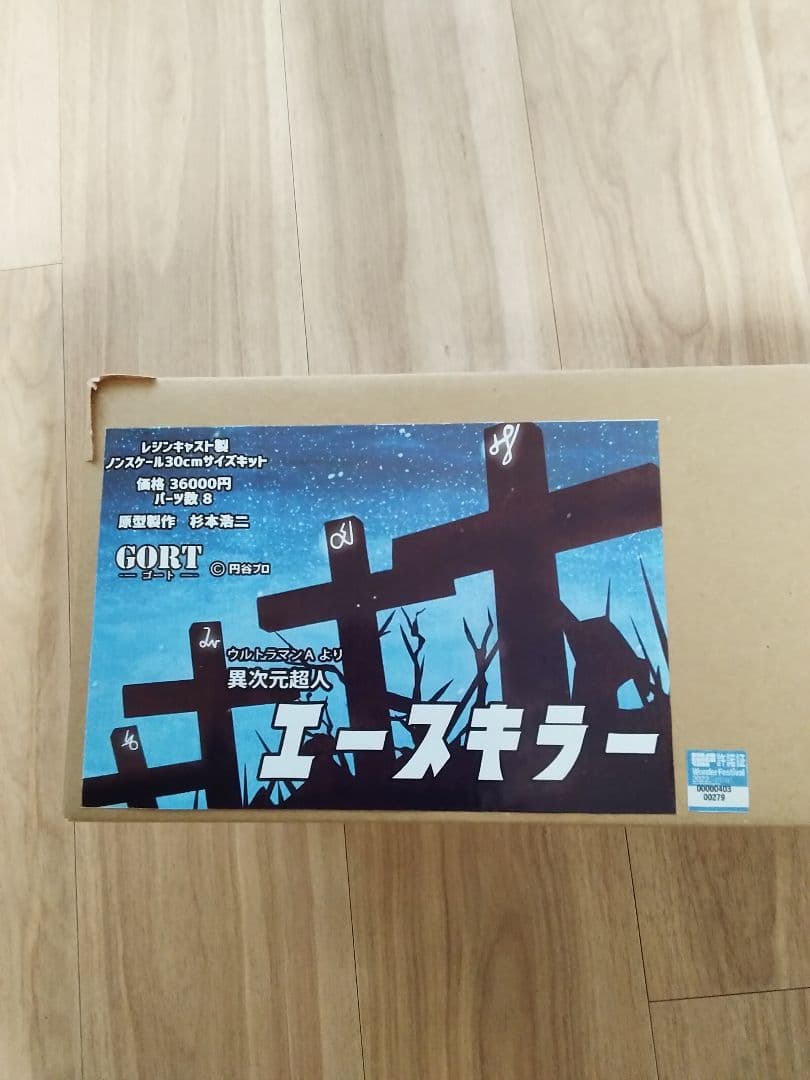 レジンキャスト製
ノンスケール30cmサイズキット
価格 36000円
パーツ数 8
原型製作 杉本浩二
GORT
ゴート
© 円谷プロ
ウルトラマンA より
異次元超人
エースキラー
許諾証
Wonder Festival
2022
00000403
00279